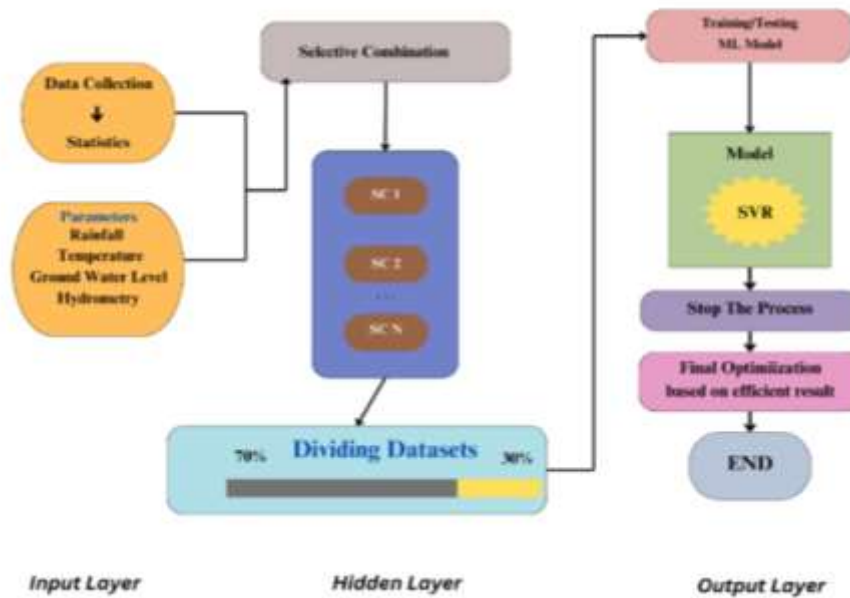 Data Collection
Statistics
Parameters
Rainfall
Temperature
Ground Water Level
Hydrometry
Selective Combination
SC 1
SC 2
...
SC N
Dividing Datasets
70%
30%
Training/Testing
ML Model
Model
SVR
Stop The Process
Final Optimiization
based on efficient result
END
Input Layer
Hidden Layer
Output Layer